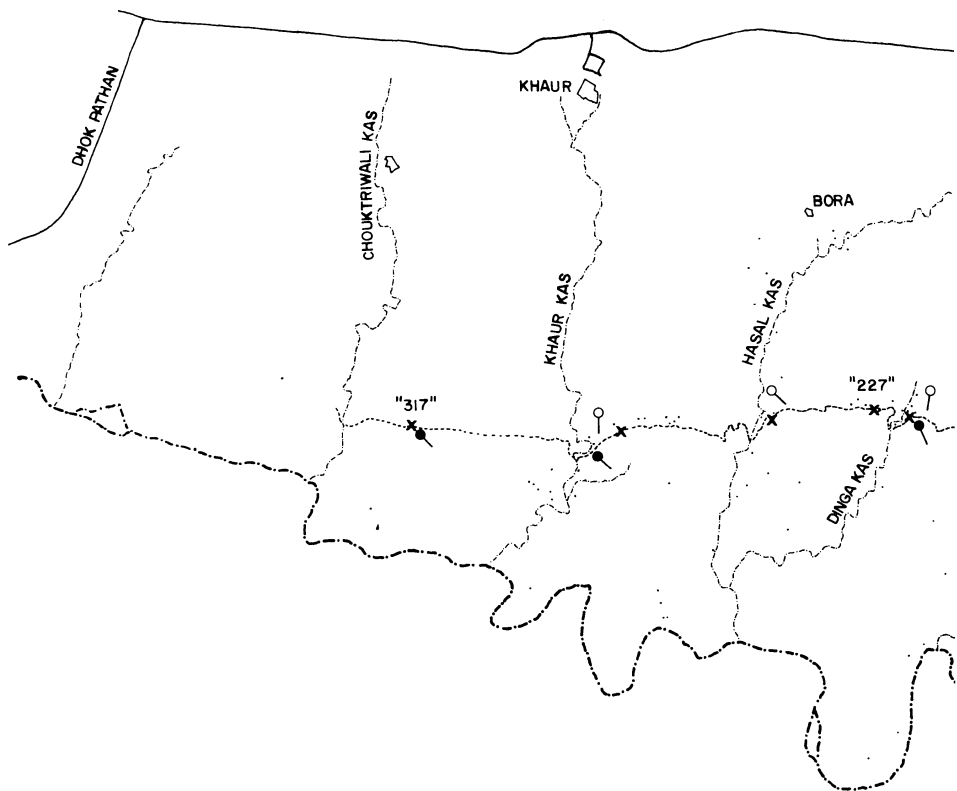 DHOK PATHAN
CHOUKTRIWALI KAS
KHAUR
KHAUR KAS
BORA
HASAL KAS
"317"
"227"
DINGA KAS